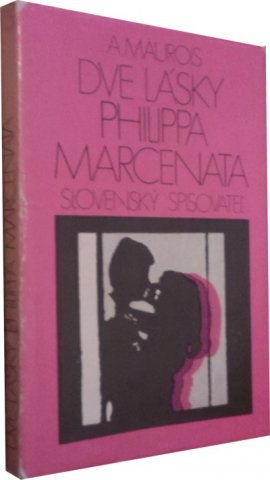 A. MAUROIS
DVE LÁSKY
PHILIPPA
MARCENATA
SLOVENSKÝ SPISOVATEĽ